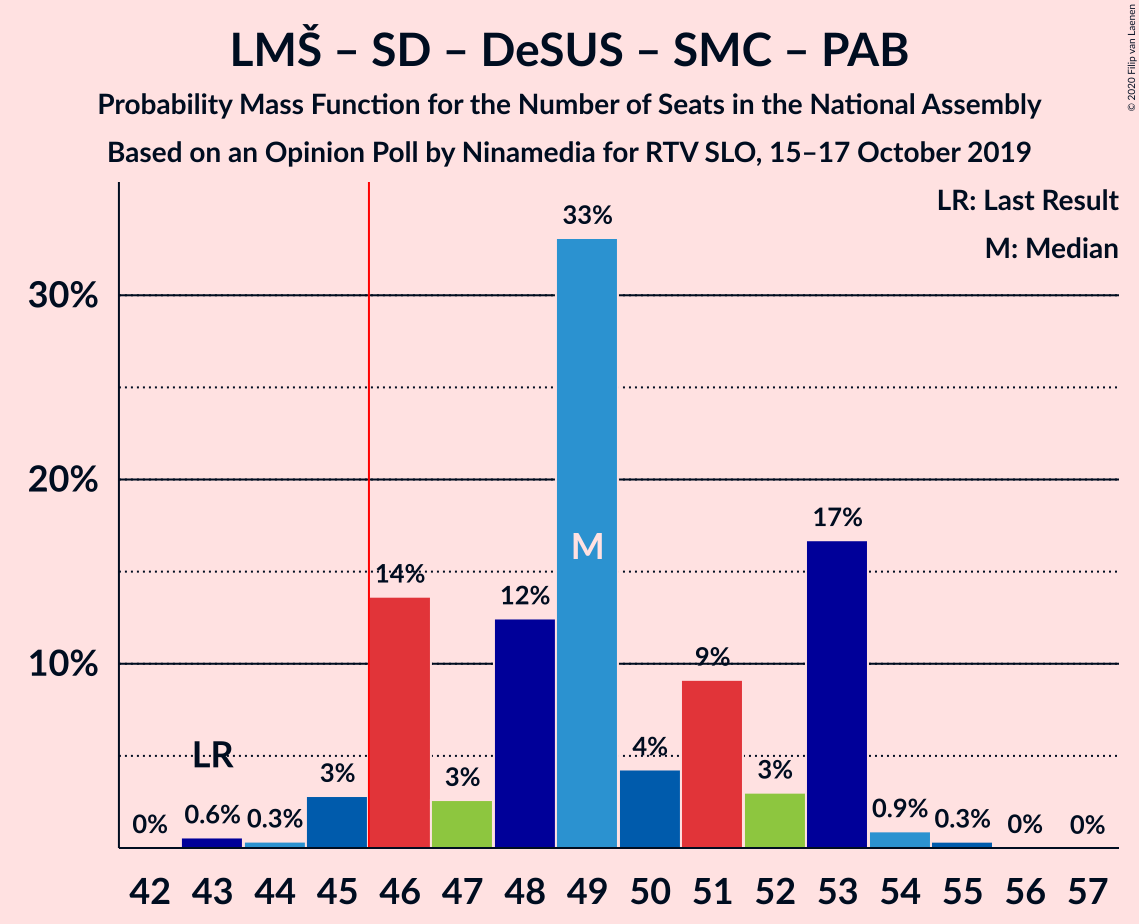 LMŠ – SD – DeSUS – SMC – PAB
Probability Mass Function for the Number of Seats in the National Assembly
Based on an Opinion Poll by Ninamedia for RTV SLO, 15–17 October 2019
© 2020 Filip van Laenen
LR: Last Result
M: Median
33%
30%
20%
17%
M
14%
12%
10%
9%
LR
4%
3%
3%
3%
0%
0.6%
0.3%
0.9%
0.3%
0%
0%
42 43 44 45 46 47 48 49 50 51 52 53 54 55 56 57